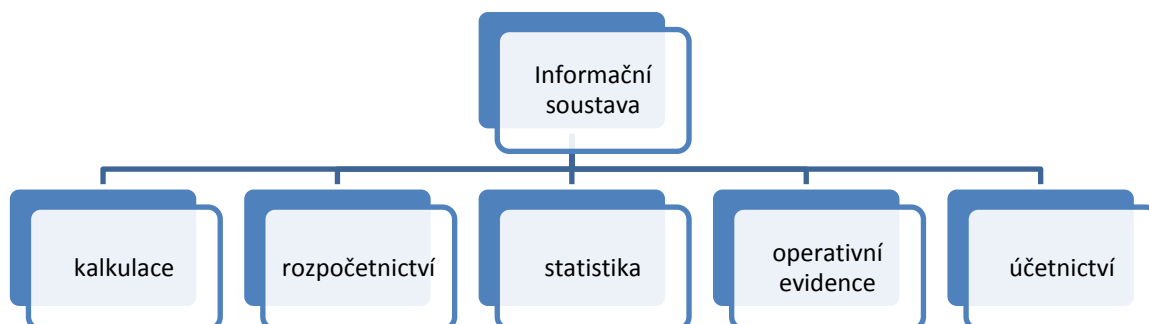 Informační
soustava
kalkulace
rozpočetnictví
statistika
operativní
evidence
účetnictví